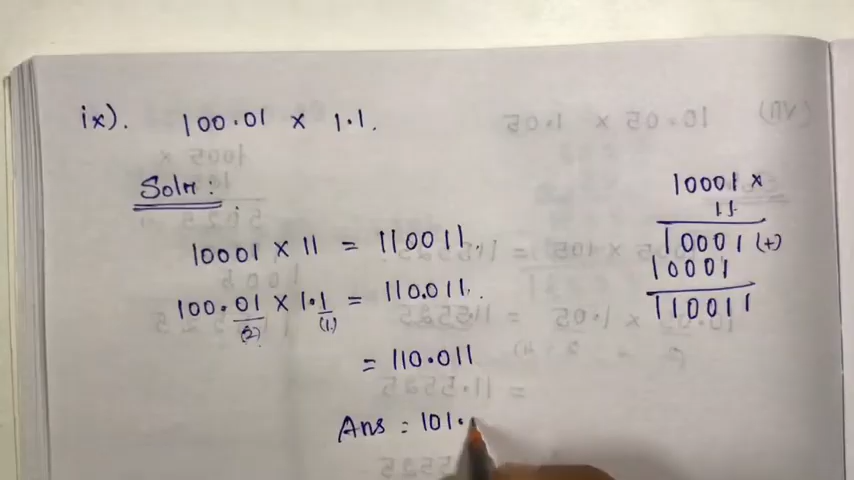 ix). 100.01 x 1.1.
Soln :
10001 x 11 = 110011.
100.01 x 1.1 = 110.011.
(2) (1)
= 110.011
Ans = 101.
10001 x
11
10001 (+)
10001
110011